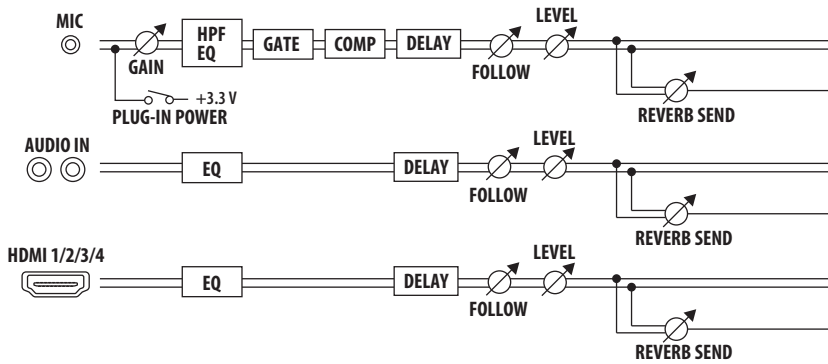 MIC
GAIN
HPF
EQ
GATE
COMP
DELAY
FOLLOW
LEVEL
+3.3 V
PLUG-IN POWER
REVERB SEND
AUDIO IN
EQ
DELAY
FOLLOW
LEVEL
REVERB SEND
HDMI 1/2/3/4
EQ
DELAY
FOLLOW
LEVEL
REVERB SEND